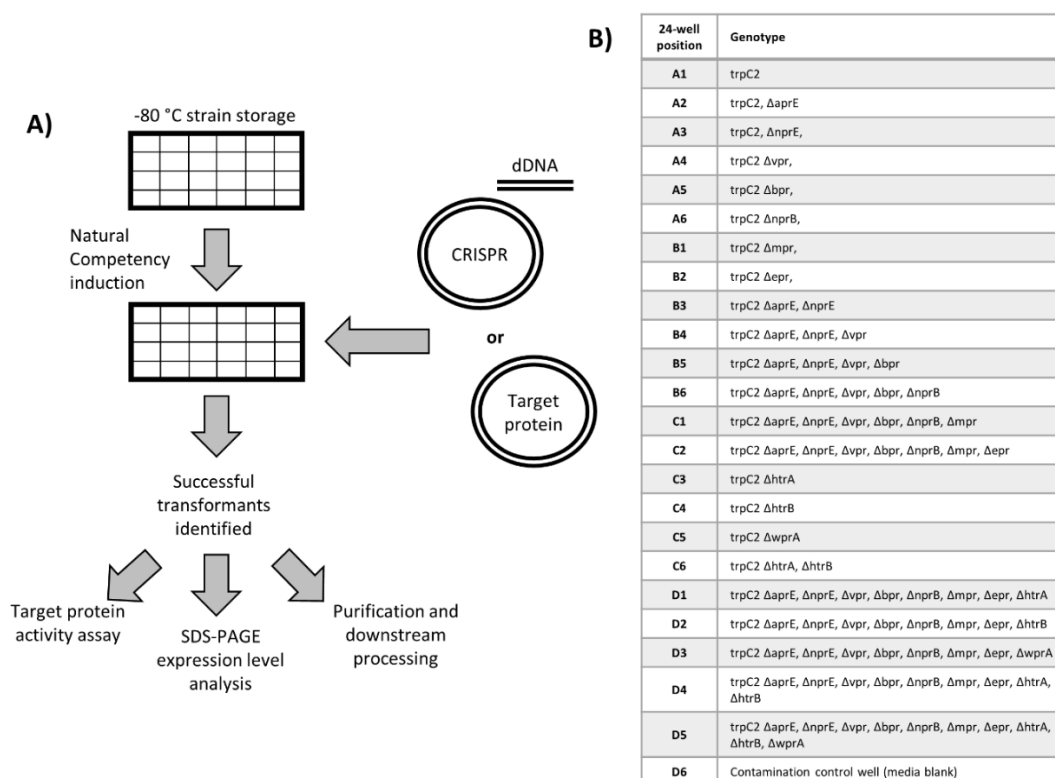 A)
-80 °C strain storage
Natural
Competency
induction
dDNA
CRISPR
or
Target
protein
Successful
transformants
identified
Target protein
activity assay
SDS-PAGE
expression level
analysis
Purification and
downstream
processing
B)
24-well
position
Genotype
A1 trpC2
A2 trpC2, ΔaprE
A3 trpC2, ΔnprE,
A4 trpC2 Δvpr,
A5 trpC2 Δbpr,
A6 trpC2 ΔnprB,
B1 trpC2 Δmpr,
B2 trpC2 Δepr,
B3 trpC2 ΔaprE, ΔnprE
B4 trpC2 ΔaprE, ΔnprE, Δvpr
B5 trpC2 ΔaprE, ΔnprE, Δvpr, Δbpr
B6 trpC2 ΔaprE, ΔnprE, Δvpr, Δbpr, ΔnprB
C1 trpC2 ΔaprE, ΔnprE, Δvpr, Δbpr, ΔnprB, Δmpr
C2 trpC2 ΔaprE, ΔnprE, Δvpr, Δbpr, ΔnprB, Δmpr, Δepr
C3 trpC2 ΔhtrA
C4 trpC2 ΔhtrB
C5 trpC2 ΔwprA
C6 trpC2 ΔhtrA, ΔhtrB
D1 trpC2 ΔaprE, ΔnprE, Δvpr, Δbpr, ΔnprB, Δmpr, Δepr, ΔhtrA
D2 trpC2 ΔaprE, ΔnprE, Δvpr, Δbpr, ΔnprB, Δmpr, Δepr, ΔhtrB
D3 trpC2 ΔaprE, ΔnprE, Δvpr, Δbpr, ΔnprB, Δmpr, Δepr, ΔwprA
D4 trpC2 ΔaprE, ΔnprE, Δvpr, Δbpr, ΔnprB, Δmpr, Δepr, ΔhtrA,
ΔhtrB
D5 trpC2 ΔaprE, ΔnprE, Δvpr, Δbpr, ΔnprB, Δmpr, Δepr, ΔhtrA,
ΔhtrB, ΔwprA
D6 Contamination control well (media blank)